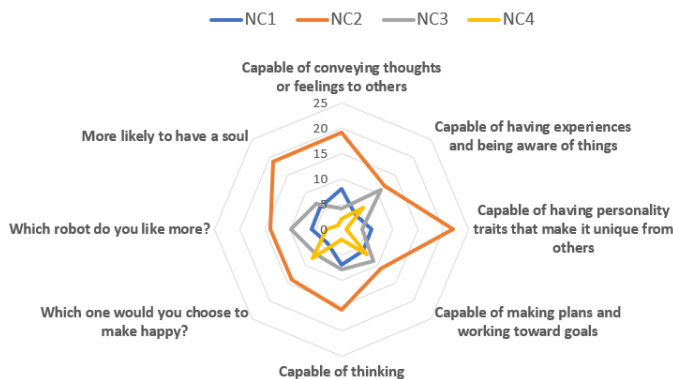 NC1 NC2 NC3 NC4
Capable of conveying thoughts
or feelings to others
25
20
15
10
5
0
More likely to have a soul
Capable of having experiences
and being aware of things
Which robot do you like more?
Capable of having personality
traits that make it unique from
others
Which one would you choose to
make happy?
Capable of making plans and
working toward goals
Capable of thinking